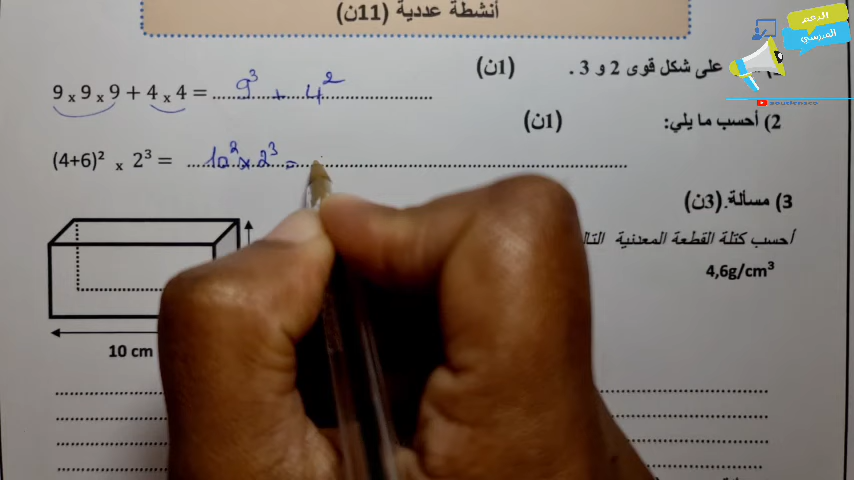 أنشطة عددية (11ن)
الدعم
المدرسي
soutienseco
على شكل قوى 2 و 3 . (1ن)
9 x 9 x 9 + 4 x 4 = 9³ + 4²
2) أحسب ما يلي: (1ن)
(4+6)² x 2³ = 10² x 2³ =
3) مسألة.(3ن)
أحسب كتلة القطعة المعدنية
4,6g/cm³
10 cm